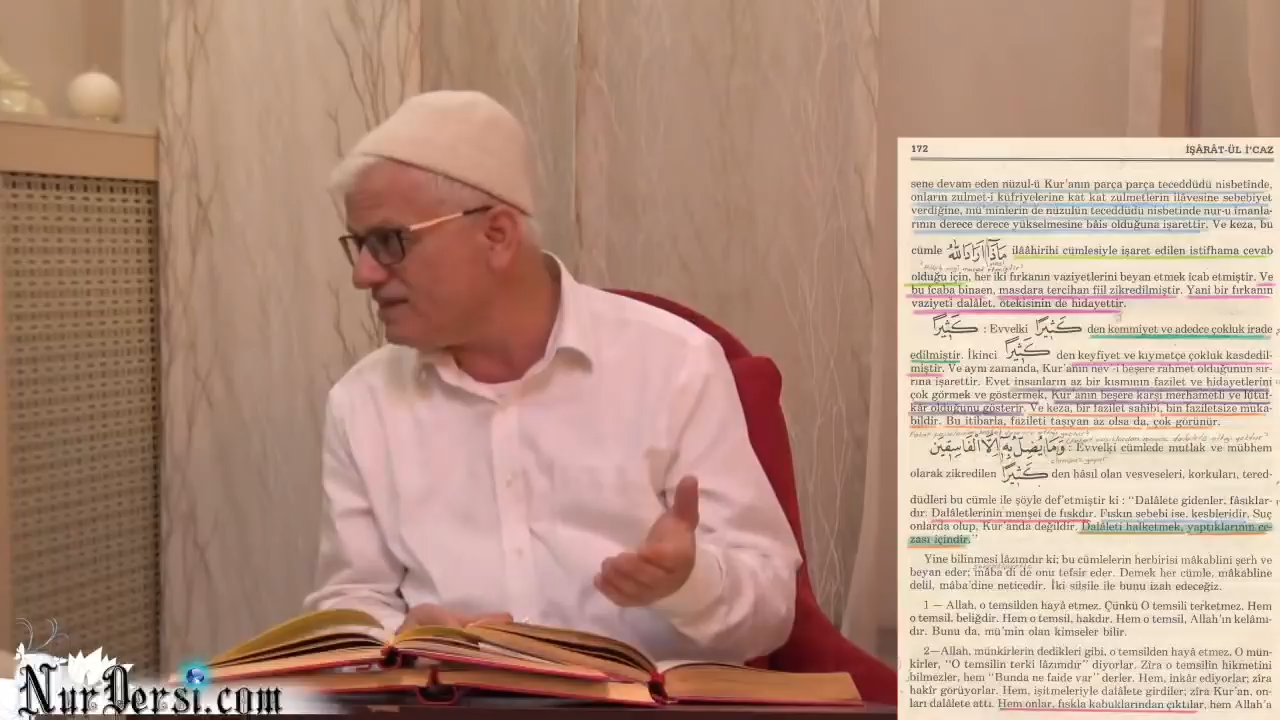 172 İŞÂRÂT-ÜL İ'CAZ
sene devam eden nüzul-ü Kur'anın parça parça teceddüdü nisbetinde,
onların zulmet-i küfriyelerine kat kat zulmetlerin ilâvesine sebebiyet
verdiğine, mü'minlerin de nüzulün teceddüdü nisbetinde nur-u imanla-
rının derece derece yükselmesine bâis olduğuna işarettir. Ve keza, bu
cümle مَاذَا اَرَادَ اللّٰهُ ilââhirihî cümlesiyle işaret edilen istifhama cevab
olduğu için, her iki fırkanın vaziyetlerini beyan etmek icab etmiştir. Ve
bu icaba binaen, masdara tercihan fiil zikredilmiştir. Yani bir fırkanın
vaziyeti dalâlet, ötekisinin de hidayettir.
كَثِيرًا : Evvelki كَثِيرًا den kemmiyet ve adedce çokluk irade
edilmiştir. İkinci كَثِيرًا den keyfiyet ve kıymetçe çokluk kasdedil-
miştir. Ve aynı zamanda, Kur'anın nev'-i beşere rahmet olduğunun sır-
rına işarettir. Evet insanların az bir kısmının fazilet ve hidayetlerini
çok görmek ve göstermek, Kur'anın beşere karşı merhametli ve lütuf-
kâr olduğunu gösterir. Ve keza, bir fazilet sahibi, bin faziletsize muka-
bildir. Bu itibarla, fazileti taşıyan az olsa da, çok görünür.
وَمَا يُضِلُّ بِهِ اِلَّا الْفَاسِقِينَ : Evvelki cümlede mutlak ve mübhem
olarak zikredilen كَثِيرًا den hâsıl olan vesveseleri, korkuları, tered-
düdleri bu cümle ile şöyle def'etmiştir ki : "Dalâlete gidenler, fâsıklar-
dır. Dalâletlerinin menşei de fıskdır. Fıskın sebebi ise, kesbleridir. Suç
onlarda olup, Kur'anda değildir. Dalâleti halketmek, yaptıklarının ce-
zası içindir."
Yine bilinmesi lâzımdır ki; bu cümlelerin herbirisi mâkablini şerh ve
beyan eder; mâba'di de onu tefsir eder. Demek her cümle, mâkabline
delil, mâba'dine neticedir. İki silsile ile bunu izah edeceğiz.
1 — Allah, o temsilden hayâ etmez. Çünkü O temsili terketmez. Hem
o temsil, beliğdir. Hem o temsil, hakdır. Hem o temsil, Allah'ın kelâmı-
dır. Bunu da, mü'min olan kimseler bilir.
2—Allah, münkirlerin dedikleri gibi, o temsilden hayâ etmez. O mün-
kirler, "O temsilin terki lâzımdır" diyorlar. Zira o temsilin hikmetini
bilmezler, hem "Bunda ne faide var" derler. Hem, inkâr ediyorlar; zira
hakîr görüyorlar. Hem, işitmeleriyle dalâlete girdiler; zira Kur'an, on-
ları dalâlete attı. Hem onlar, fıskla kabuklarından çıktılar, hem Allah'a
NurDersi.com